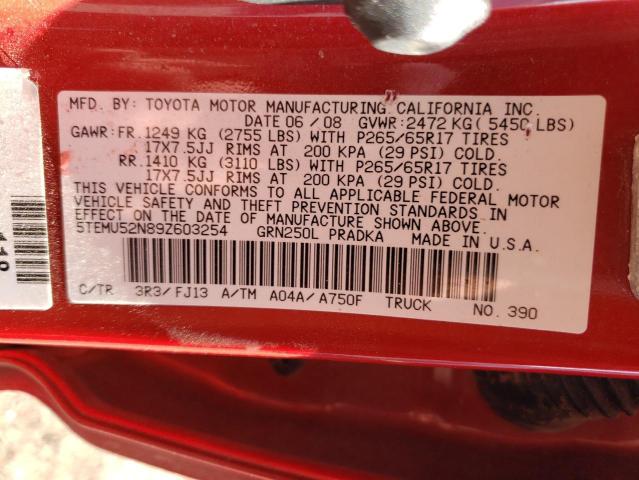 MFD. BY: TOYOTA MOTOR MANUFACTURING CALIFORNIA INC.
DATE 06/08 GVWR:2472 KG( 5450 LBS)
GAWR: FR. 1249 KG (2755 LBS) WITH P265/65R17 TIRES
17X7.5JJ RIMS AT 200 KPA (29 PSI) COLD.
RR. 1410 KG (3110 LBS) WITH P265/65R17 TIRES
17X7.5JJ RIMS AT 200 KPA (29 PSI) COLD.
THIS VEHICLE CONFORMS TO ALL APPLICABLE FEDERAL MOTOR
VEHICLE SAFETY AND THEFT PREVENTION STANDARDS IN
EFFECT ON THE DATE OF MANUFACTURE SHOWN ABOVE.
5TEMU52N89Z603254 GRN250L PRADKA MADE IN U.S.A.
C/TR 3R3/FJ13 A/TM A04A/A750F TRUCK NO. 390